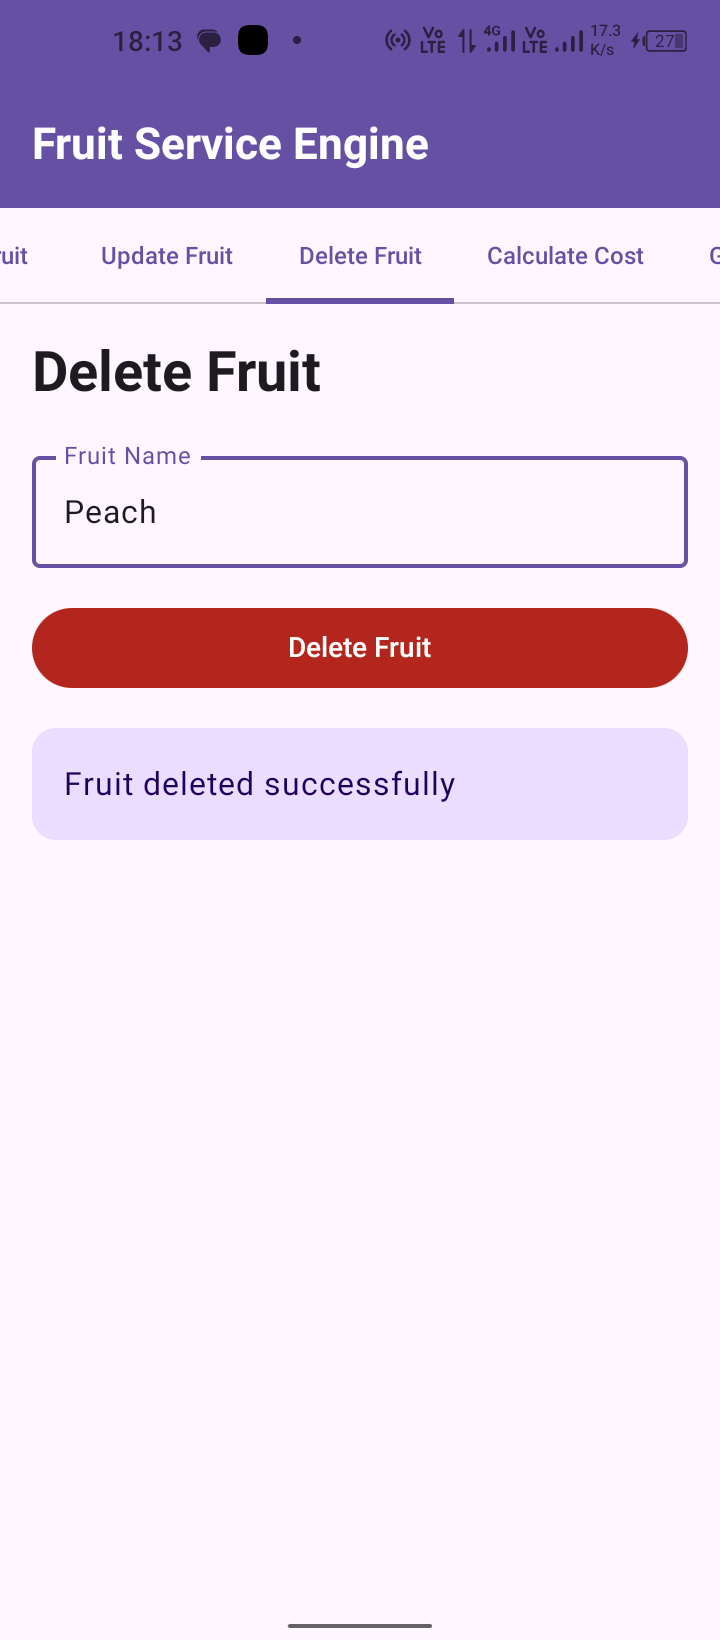 18:13 Vo LTE 4G Vo LTE 17.3 K/s 27
Fruit Service Engine
uit Update Fruit Delete Fruit Calculate Cost G
Delete Fruit
Fruit Name
Peach
Delete Fruit
Fruit deleted successfully